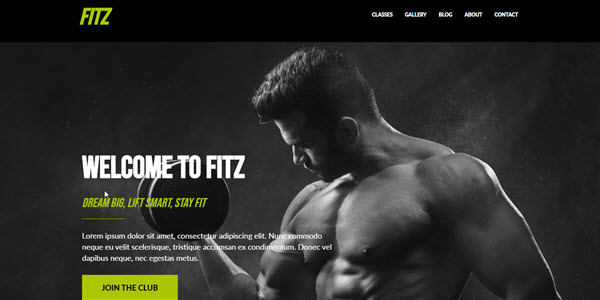 FITZ
CLASSES GALLERY BLOG ABOUT CONTACT
WELCOME TO FITZ
DREAM BIG, LIFT SMART, STAY FIT
Lorem ipsum dolor sit amet, consectetur adipiscing elit. Nunc commodo
neque eu velit scelerisque, tristique accumsan ex condimentum. Donec vel
dapibus neque, nec egestas metus.
JOIN THE CLUB